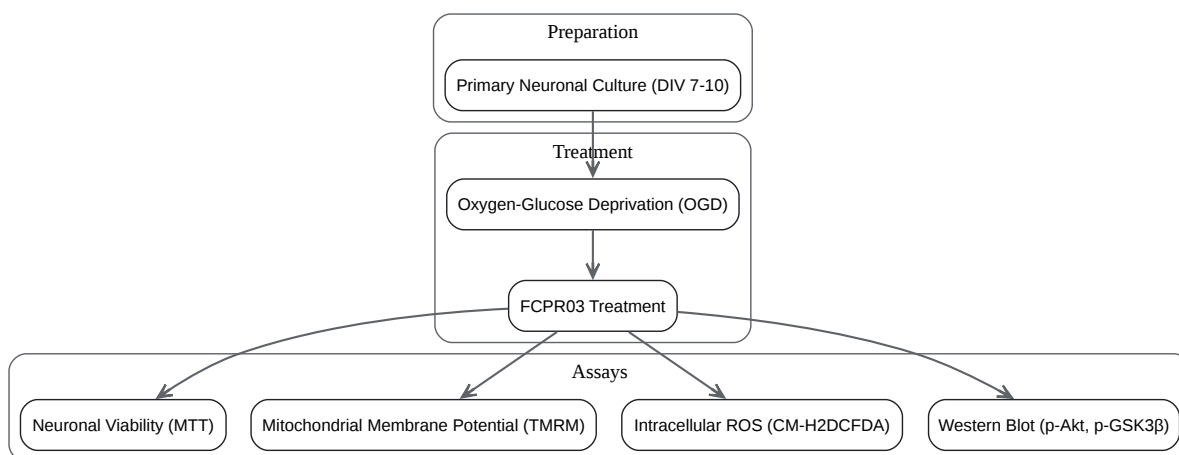 Preparation
Primary Neuronal Culture (DIV 7-10)
Treatment
Oxygen-Glucose Deprivation (OGD)
FCPR03 Treatment
Assays
Neuronal Viability (MTT)
Mitochondrial Membrane Potential (TMRM)
Intracellular ROS (CM-H2DCFDA)
Western Blot (p-Akt, p-GSK3β)